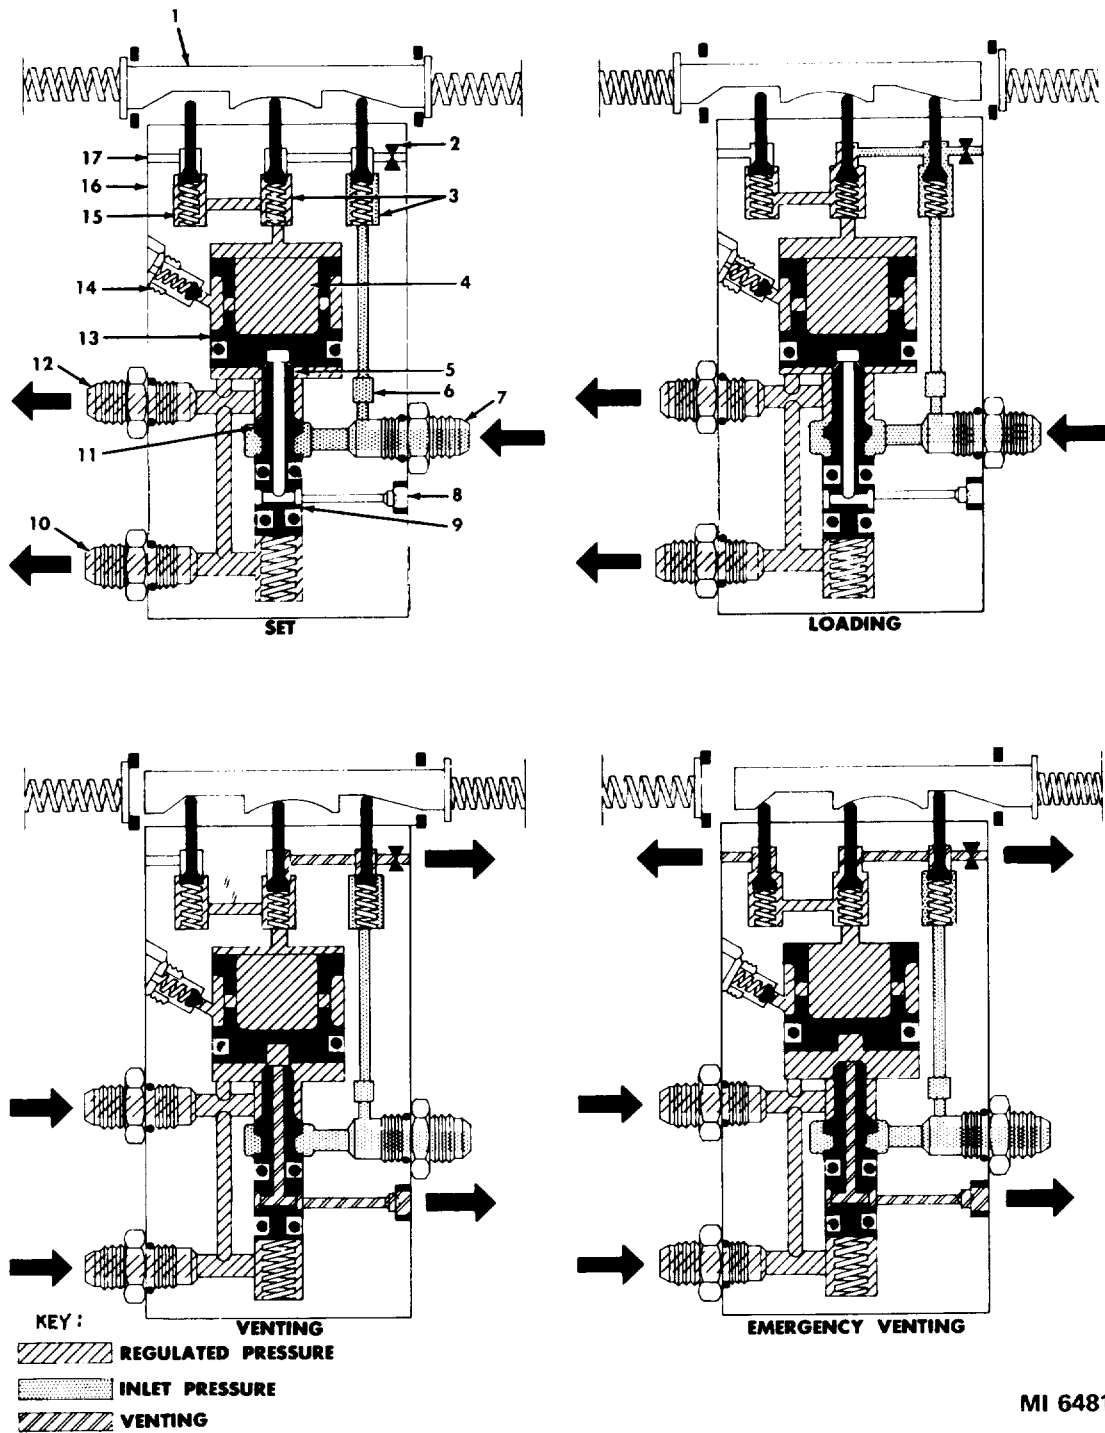 1
2
17
16
3
15
14
4
13
12
5
6
7
11
8
10
9
SET
LOADING
KEY:
VENTING
EMERGENCY VENTING
REGULATED PRESSURE
INLET PRESSURE
VENTING
MI 6481